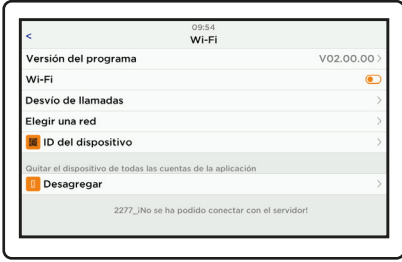 09:54
<
Wi-Fi
Versión del programa V02.00.00 >
Wi-Fi
Desvío de llamadas >
Elegir una red >
ID del dispositivo >
Quitar el dispositivo de todas las cuentas de la aplicación
Desagregar >
2277_¡No se ha podido conectar con el servidor!